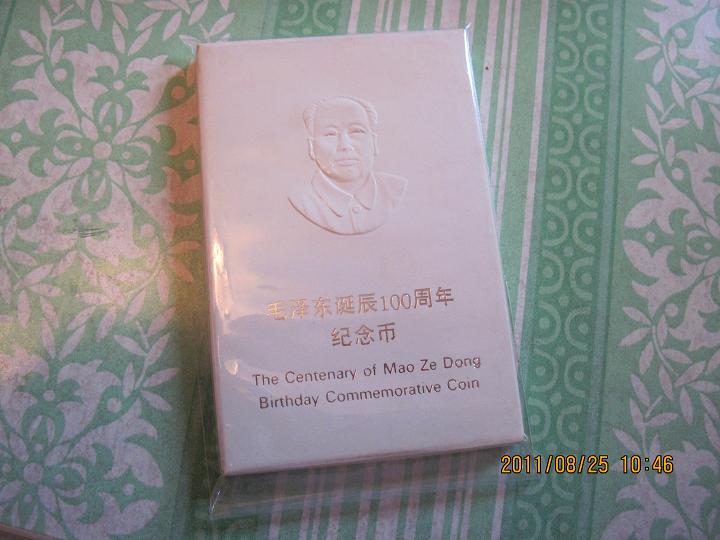 毛泽东诞辰100周年
纪念币
The Centenary of Mao Ze Dong
Birthday Commemorative Coin
2011/08/25 10:46